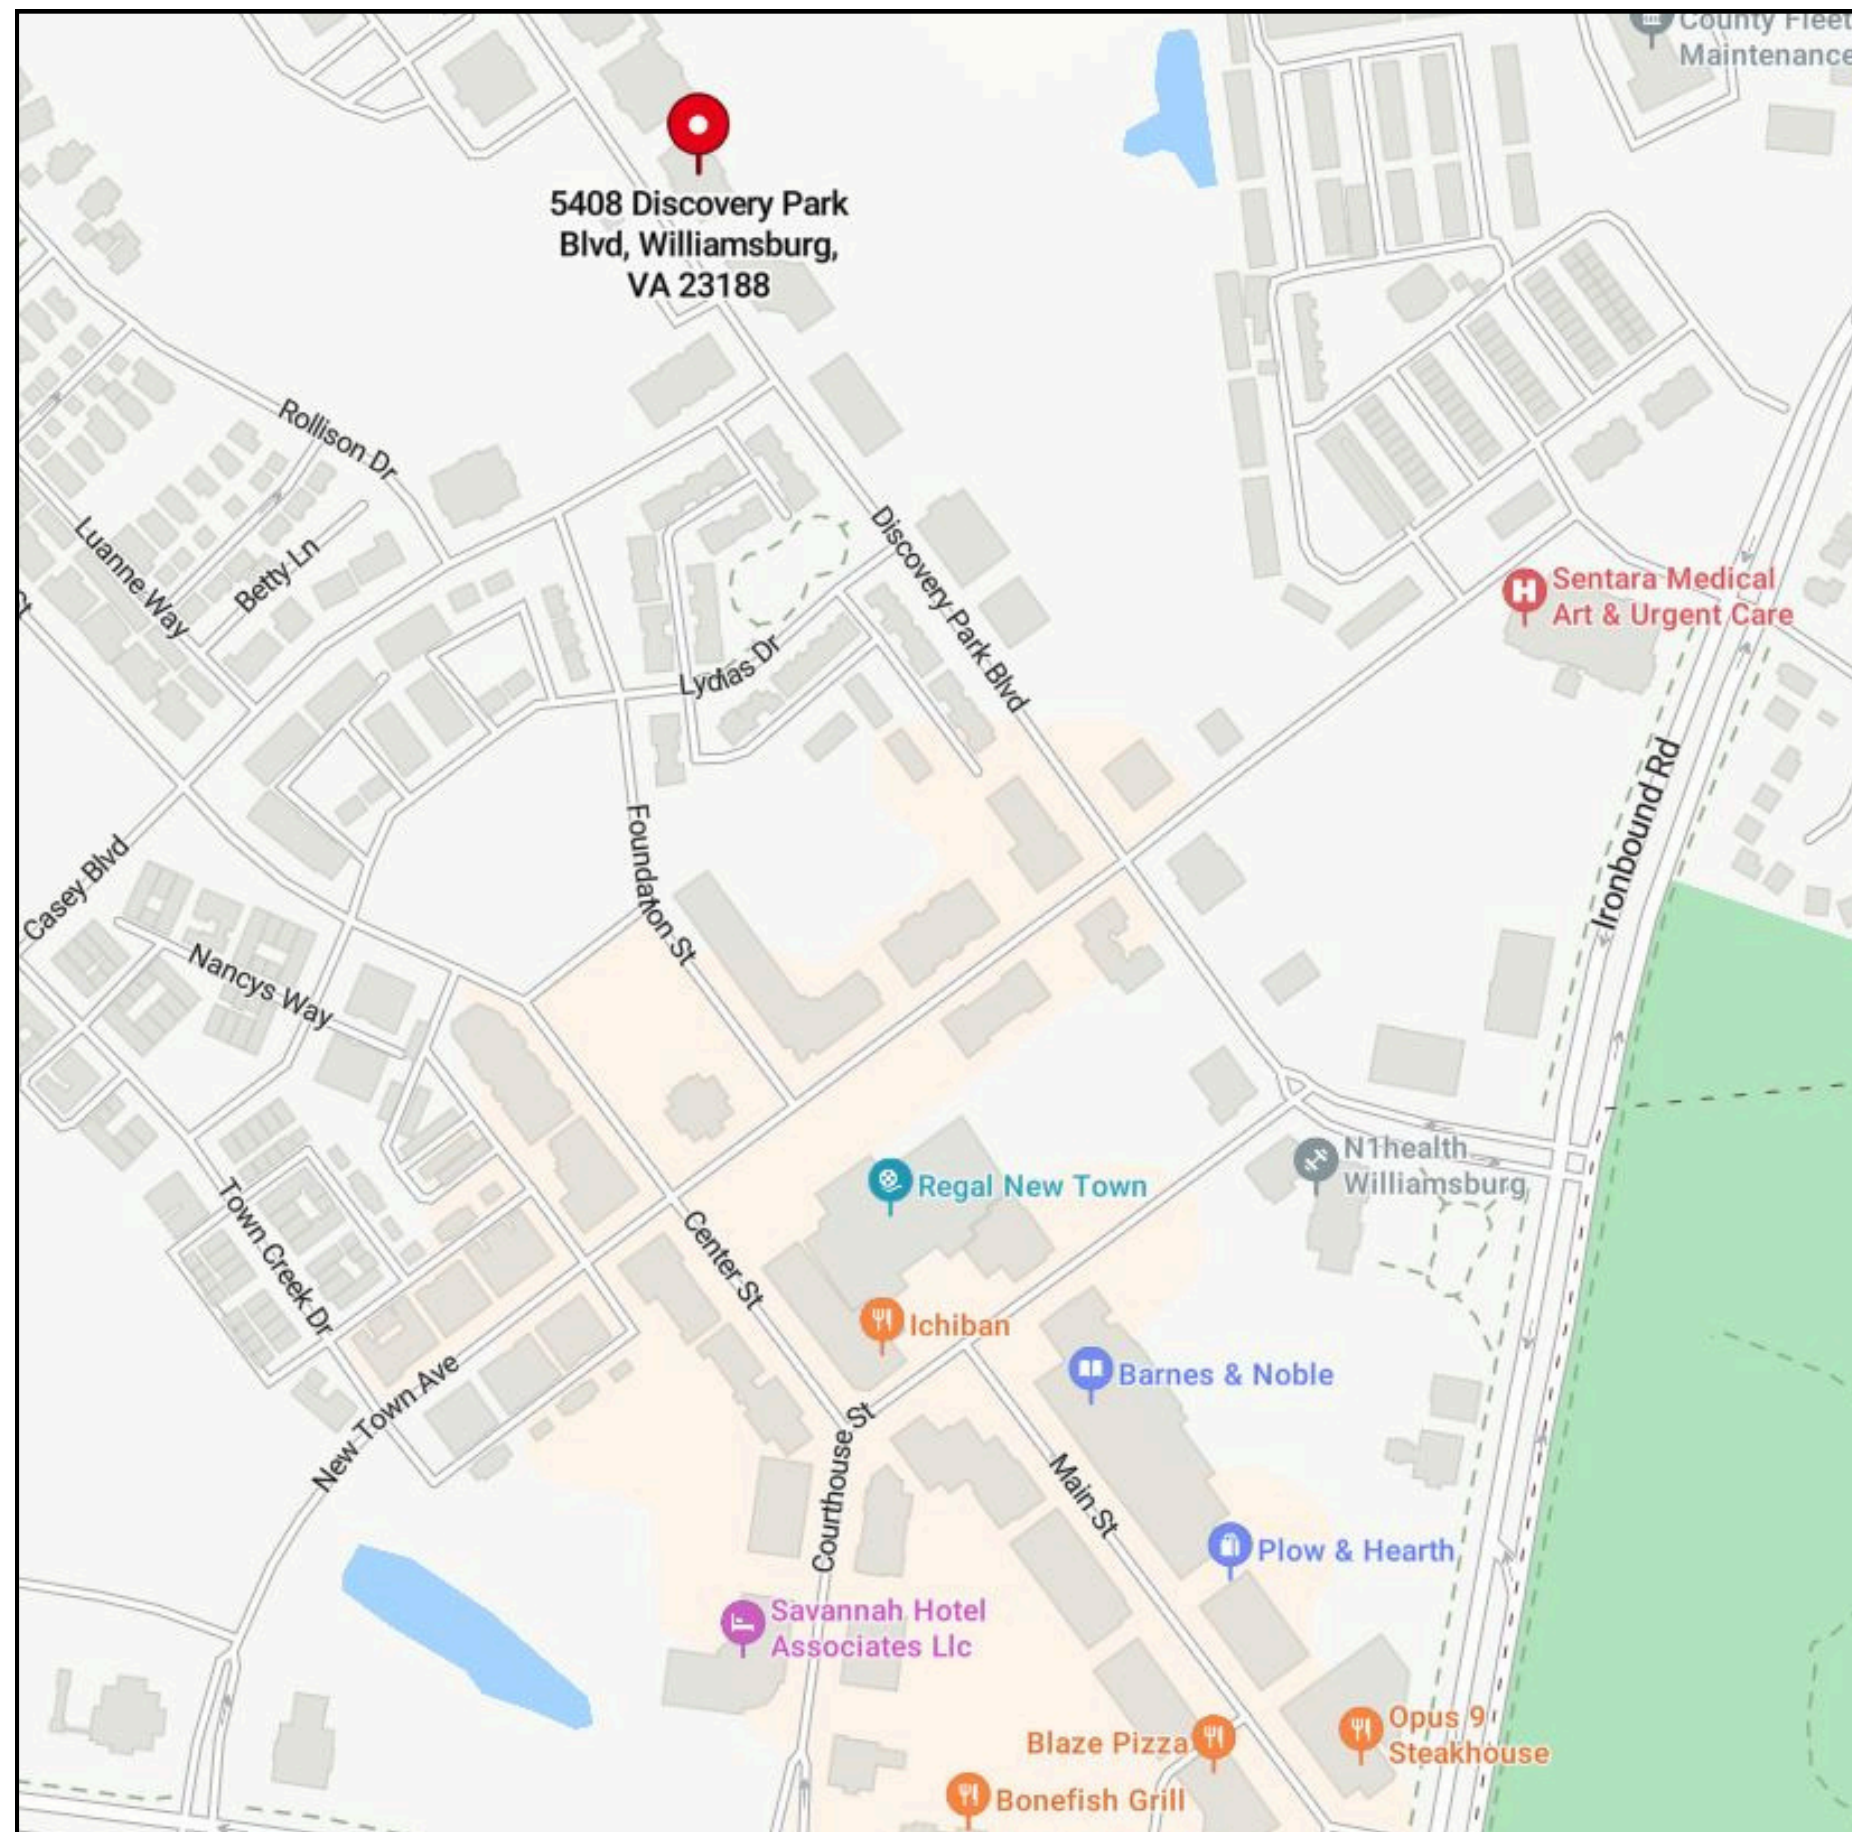 County Fleet
Maintenance
5408 Discovery Park
Blvd, Williamsburg,
VA 23188
Rollison Dr
Luanne Way
Betty Ln
Discovery Park Blvd
Sentara Medical
Art & Urgent Care
Lydias Dr
Ironbound Rd
Foundation St
Casey Blvd
Nancys Way
N1health
Williamsburg
Regal New Town
Town Creek Dr
Center St
Ichiban
Barnes & Noble
New Town Ave
Courthouse St
Main St
Plow & Hearth
Savannah Hotel
Associates Llc
Opus 9
Steakhouse
Blaze Pizza
Bonefish Grill